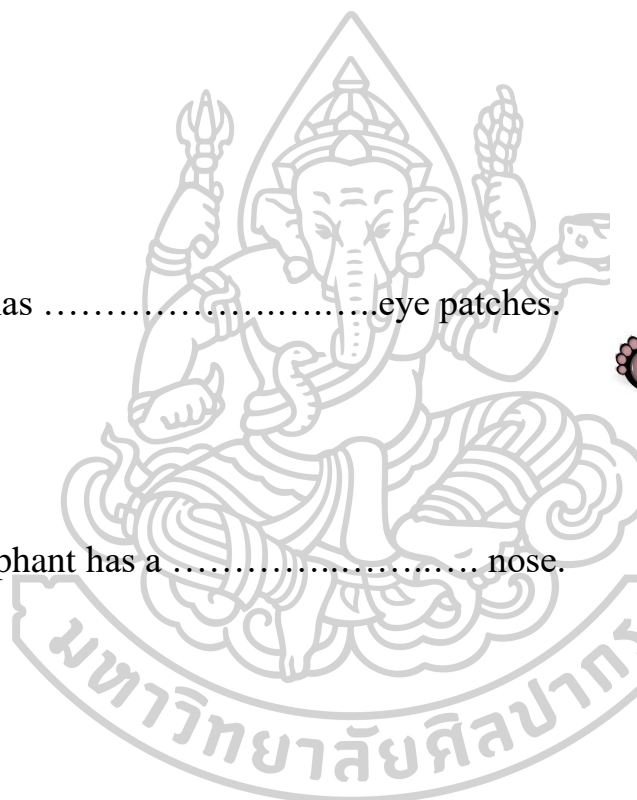 as …………………..…….…..eye patches.
phant has a …………..……..…. nose.
มหาวิทยาลัยศิลปากร